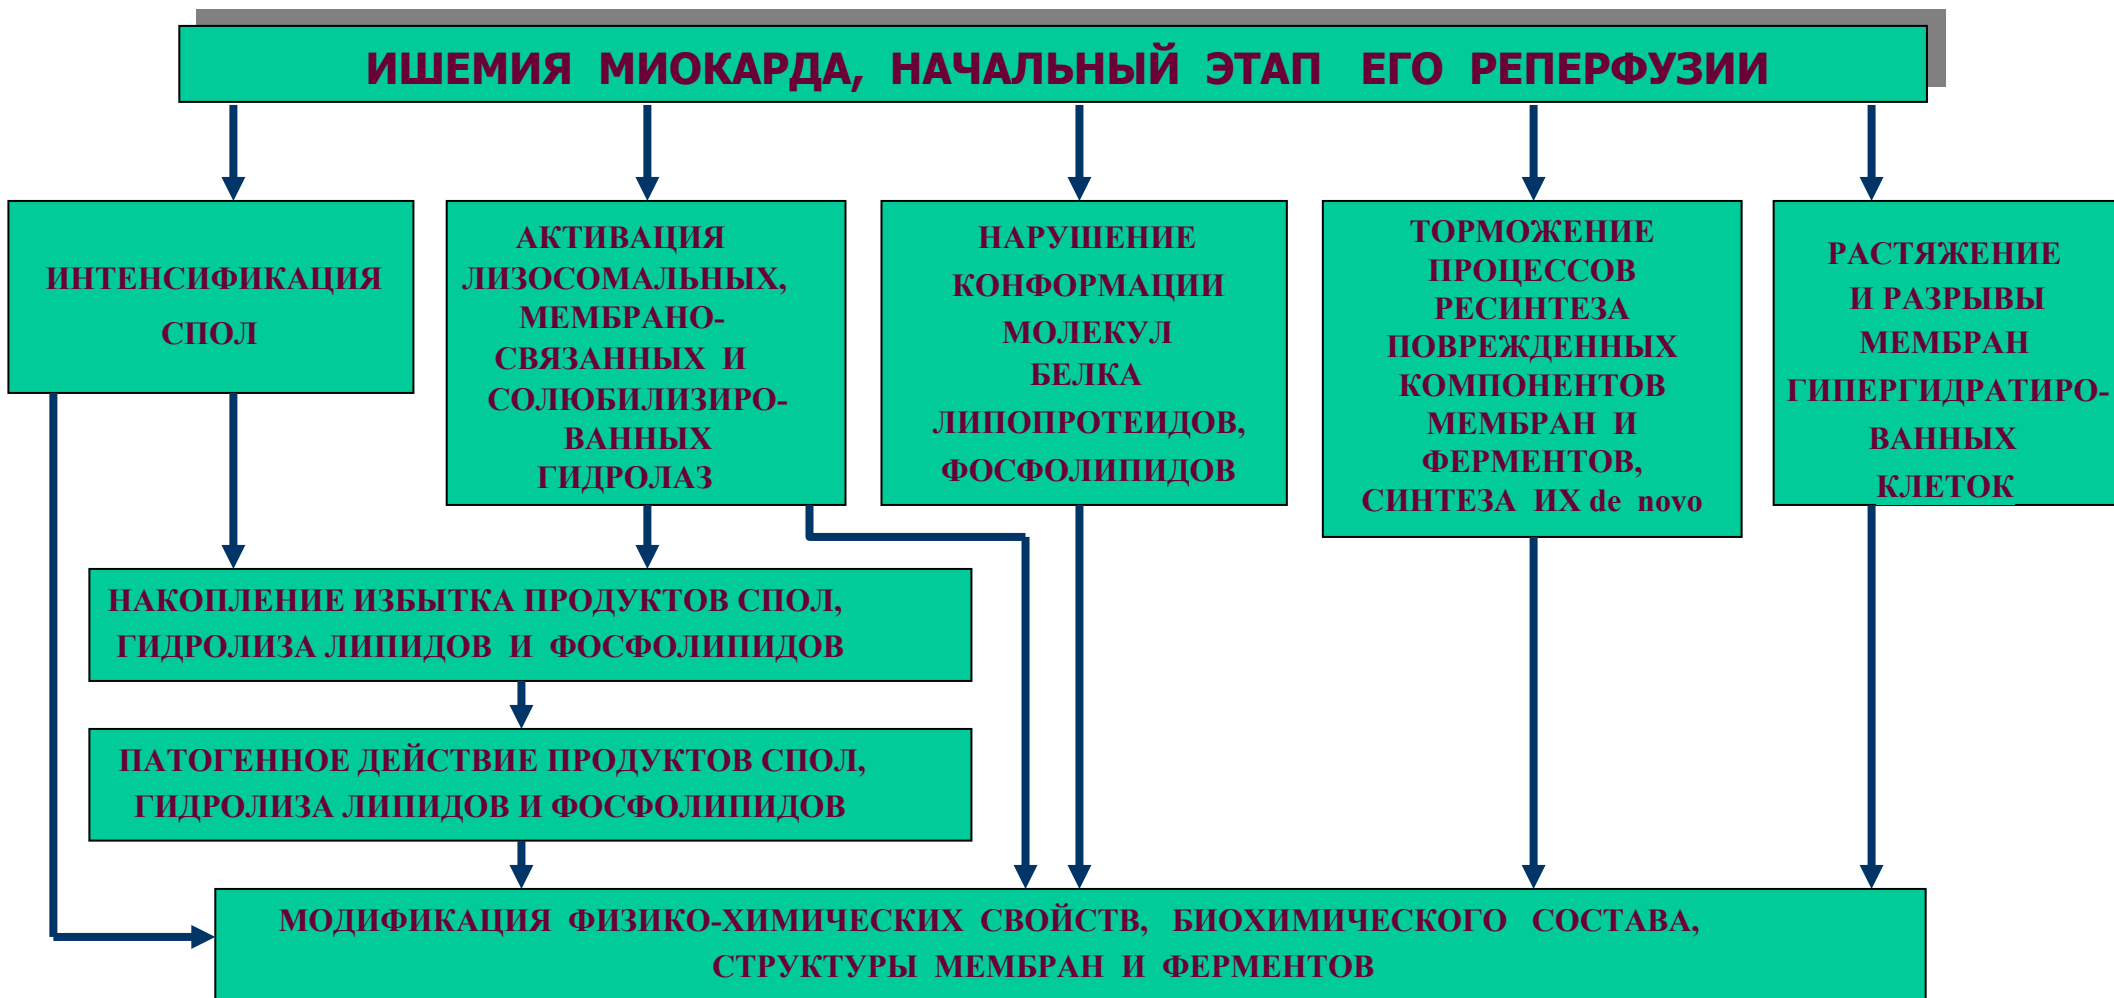 ИШЕМИЯ МИОКАРДА, НАЧАЛЬНЫЙ ЭТАП ЕГО РЕПЕРФУЗИИ
ИНТЕНСИФИКАЦИЯ
СПОЛ
АКТИВАЦИЯ
ЛИЗОСОМАЛЬНЫХ,
МЕМБРАНО-
СВЯЗАННЫХ И
СОЛЮБИЛИЗИРО-
ВАННЫХ
ГИДРОЛАЗ
НАРУШЕНИЕ
КОНФОРМАЦИИ
МОЛЕКУЛ
БЕЛКА
ЛИПОПРОТЕИДОВ,
ФОСФОЛИПИДОВ
ТОРМОЖЕНИЕ
ПРОЦЕССОВ
РЕСИНТЕЗА
ПОВРЕЖДЕННЫХ
КОМПОНЕНТОВ
МЕМБРАН И
ФЕРМЕНТОВ,
СИНТЕЗА ИХ de novo
РАСТЯЖЕНИЕ
И РАЗРЫВЫ
МЕМБРАН
ГИПЕРГИДРАТИРО-
ВАННЫХ
КЛЕТОК
НАКОПЛЕНИЕ ИЗБЫТКА ПРОДУКТОВ СПОЛ,
ГИДРОЛИЗА ЛИПИДОВ И ФОСФОЛИПИДОВ
ПАТОГЕННОЕ ДЕЙСТВИЕ ПРОДУКТОВ СПОЛ,
ГИДРОЛИЗА ЛИПИДОВ И ФОСФОЛИПИДОВ
МОДИФИКАЦИЯ ФИЗИКО-ХИМИЧЕСКИХ СВОЙСТВ, БИОХИМИЧЕСКОГО СОСТАВА,
СТРУКТУРЫ МЕМБРАН И ФЕРМЕНТОВ